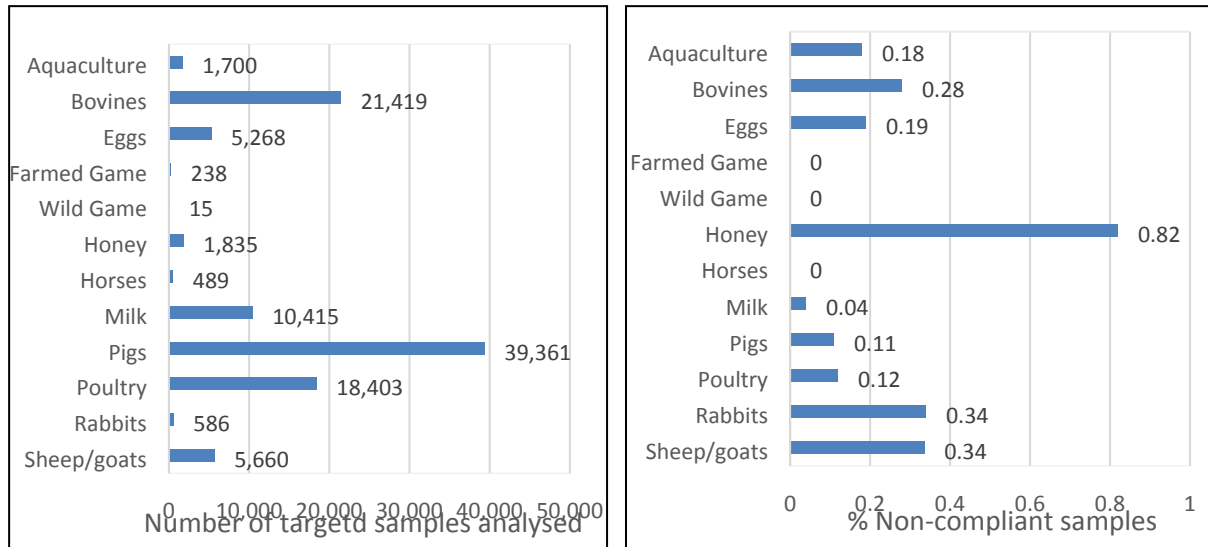 0 10,000 20,000 30,000 40,000 50,000
Aquaculture 1,700
Bovines 21,419
Eggs 5,268
Farmed Game 238
Wild Game 15
Honey 1,835
Horses 489
Milk 10,415
Pigs 39,361
Poultry 18,403
Rabbits 586
Sheep/goats 5,660
Number of targetd samples analysed
Aquaculture 0.18
Bovines 0.28
Eggs 0.19
Farmed Game 0
Wild Game 0
Honey 0.82
Horses 0
Milk 0.04
Pigs 0.11
Poultry 0.12
Rabbits 0.34
Sheep/goats 0.34
0 0.2 0.4 0.6 0.8 1
% Non-compliant samples